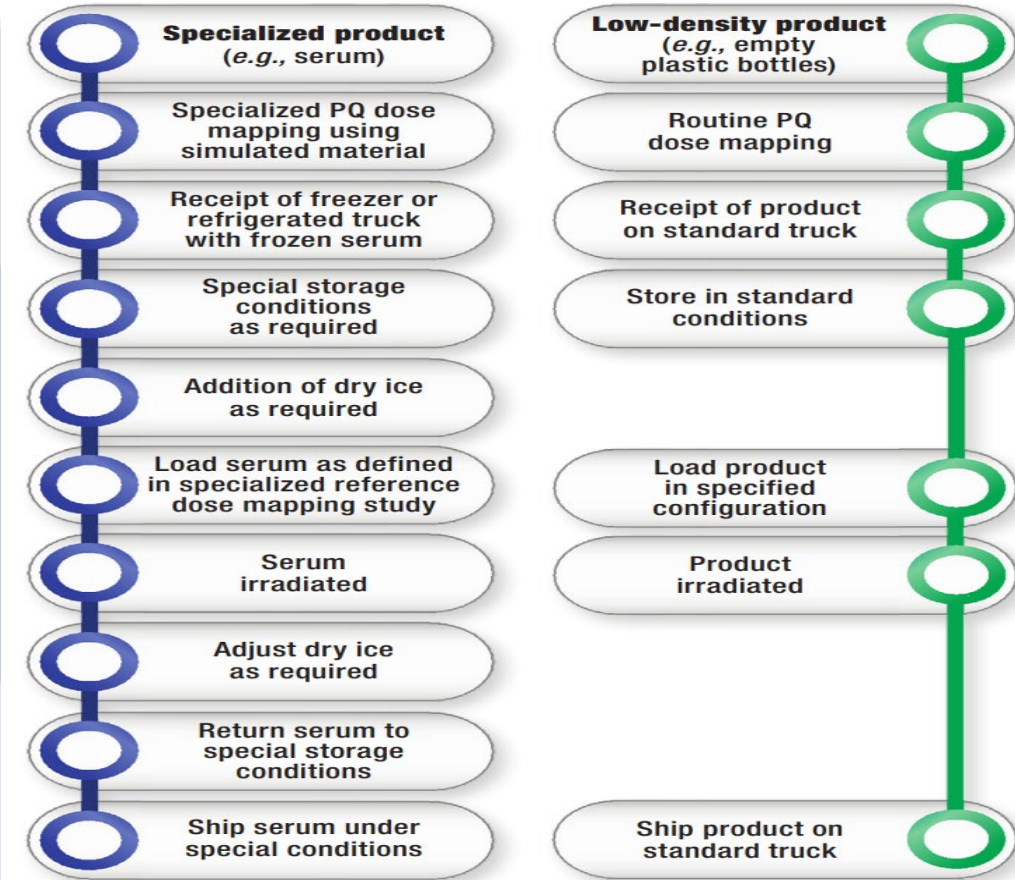 Specialized product
(e.g., serum)
Specialized PQ dose
mapping using
simulated material
Receipt of freezer or
refrigerated truck
with frozen serum
Special storage
conditions
as required
Addition of dry ice
as required
Load serum as defined
in specialized reference
dose mapping study
Serum
irradiated
Adjust dry ice
as required
Return serum to
special storage
conditions
Ship serum under
special conditions
Low-density product
(e.g., empty
plastic bottles)
Routine PQ
dose mapping
Receipt of product
on standard truck
Store in standard
conditions
Load product
in specified
configuration
Product
irradiated
Ship product on
standard truck